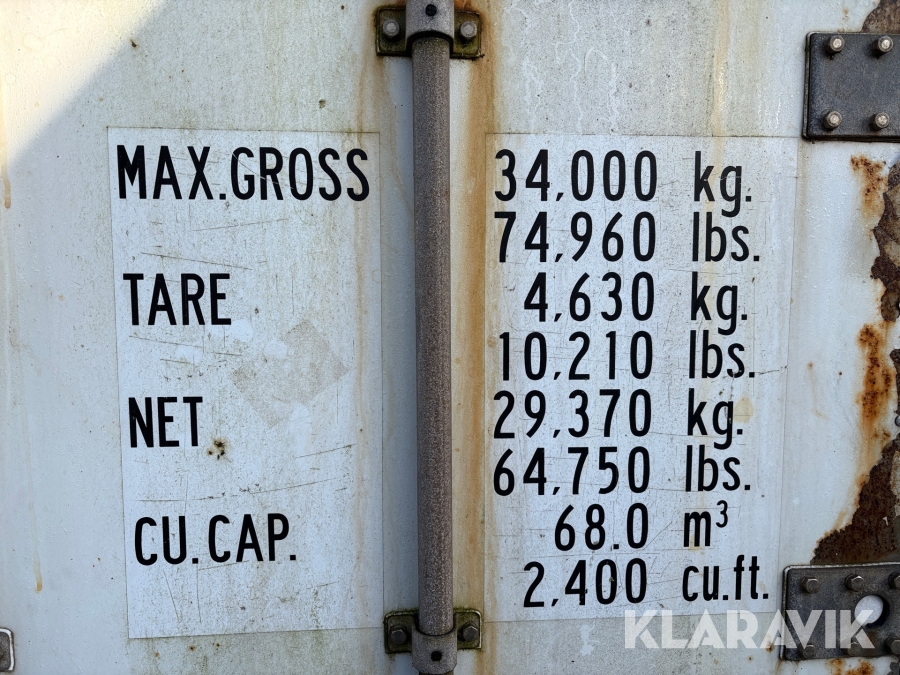 MAX.GROSS 34,000 kg.
74,960 lbs.
TARE 4,630 kg.
10,210 lbs.
NET 29,370 kg.
64,750 lbs.
CU.CAP. 68.0 m³
2,400 cu.ft.
KLARAVIK